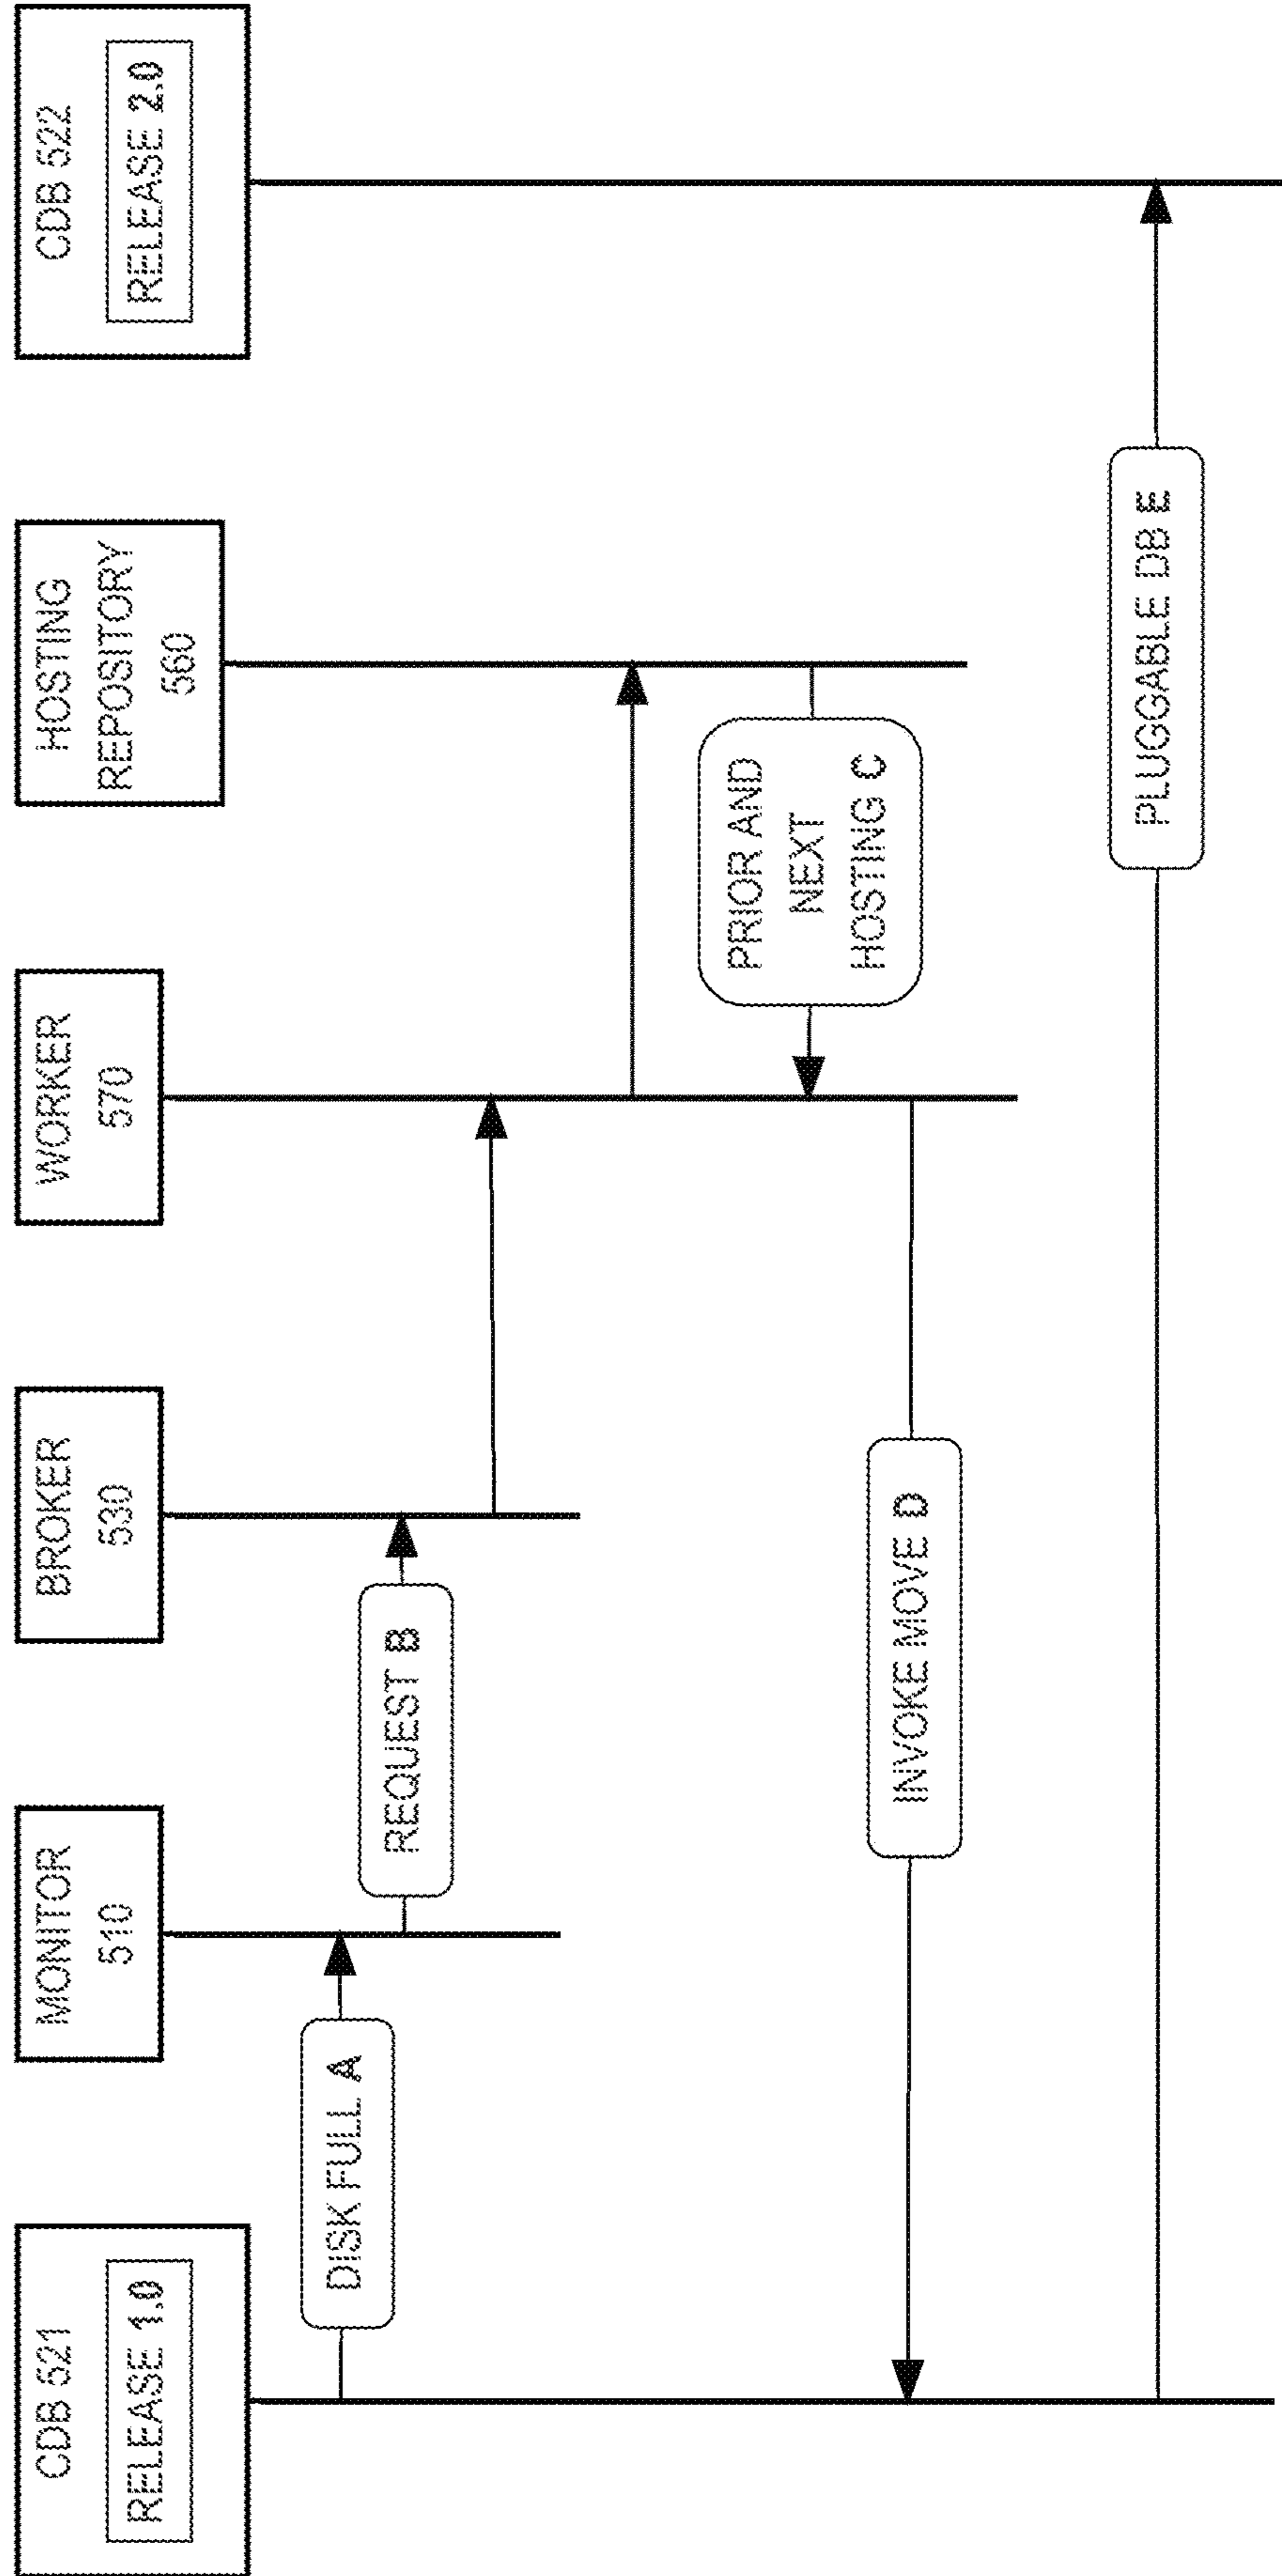 CDB 521
RELEASE 1.0
MONITOR
510
BROKER
530
WORKER
570
HOSTING
REPOSITORY
560
CDB 522
RELEASE 2.0
DISK FULL A
REQUEST B
PRIOR AND
NEXT
HOSTING C
INVOKE MOVE D
PLUGGABLE DB E